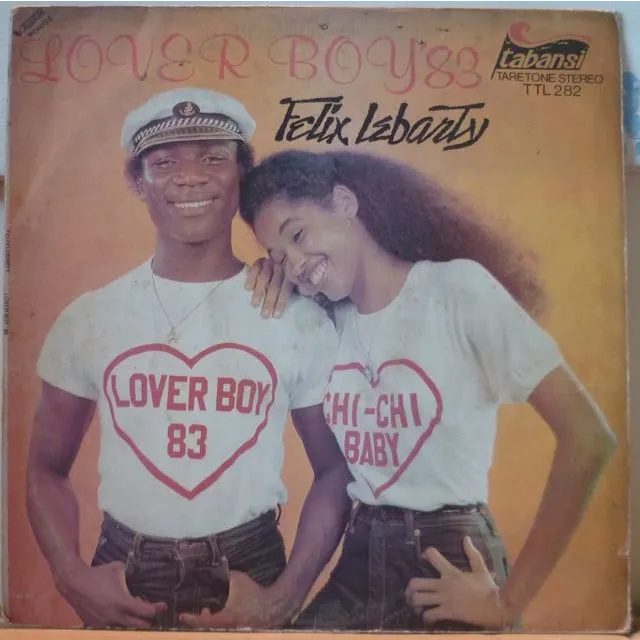 LOVER BOY '83
tabansi
TARETONE STEREO
TTL 282
Felix Lebarty
LOVER BOY
83
CHI-CHI
BABY